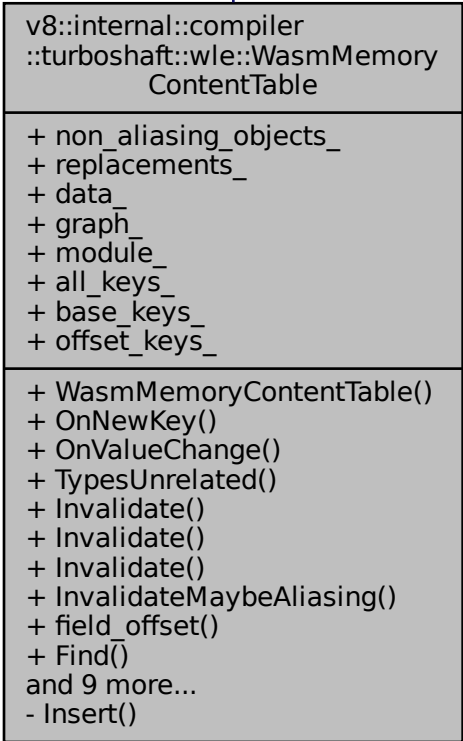 v8::internal::compiler
::turboshaft::wle::WasmMemory
ContentTable
+ non_aliasing_objects_
+ replacements_
+ data_
+ graph_
+ module_
+ all_keys_
+ base_keys_
+ offset_keys_
+ WasmMemoryContentTable()
+ OnNewKey()
+ OnValueChange()
+ TypesUnrelated()
+ Invalidate()
+ Invalidate()
+ Invalidate()
+ InvalidateMaybeAliasing()
+ field_offset()
+ Find()
and 9 more...
- Insert()